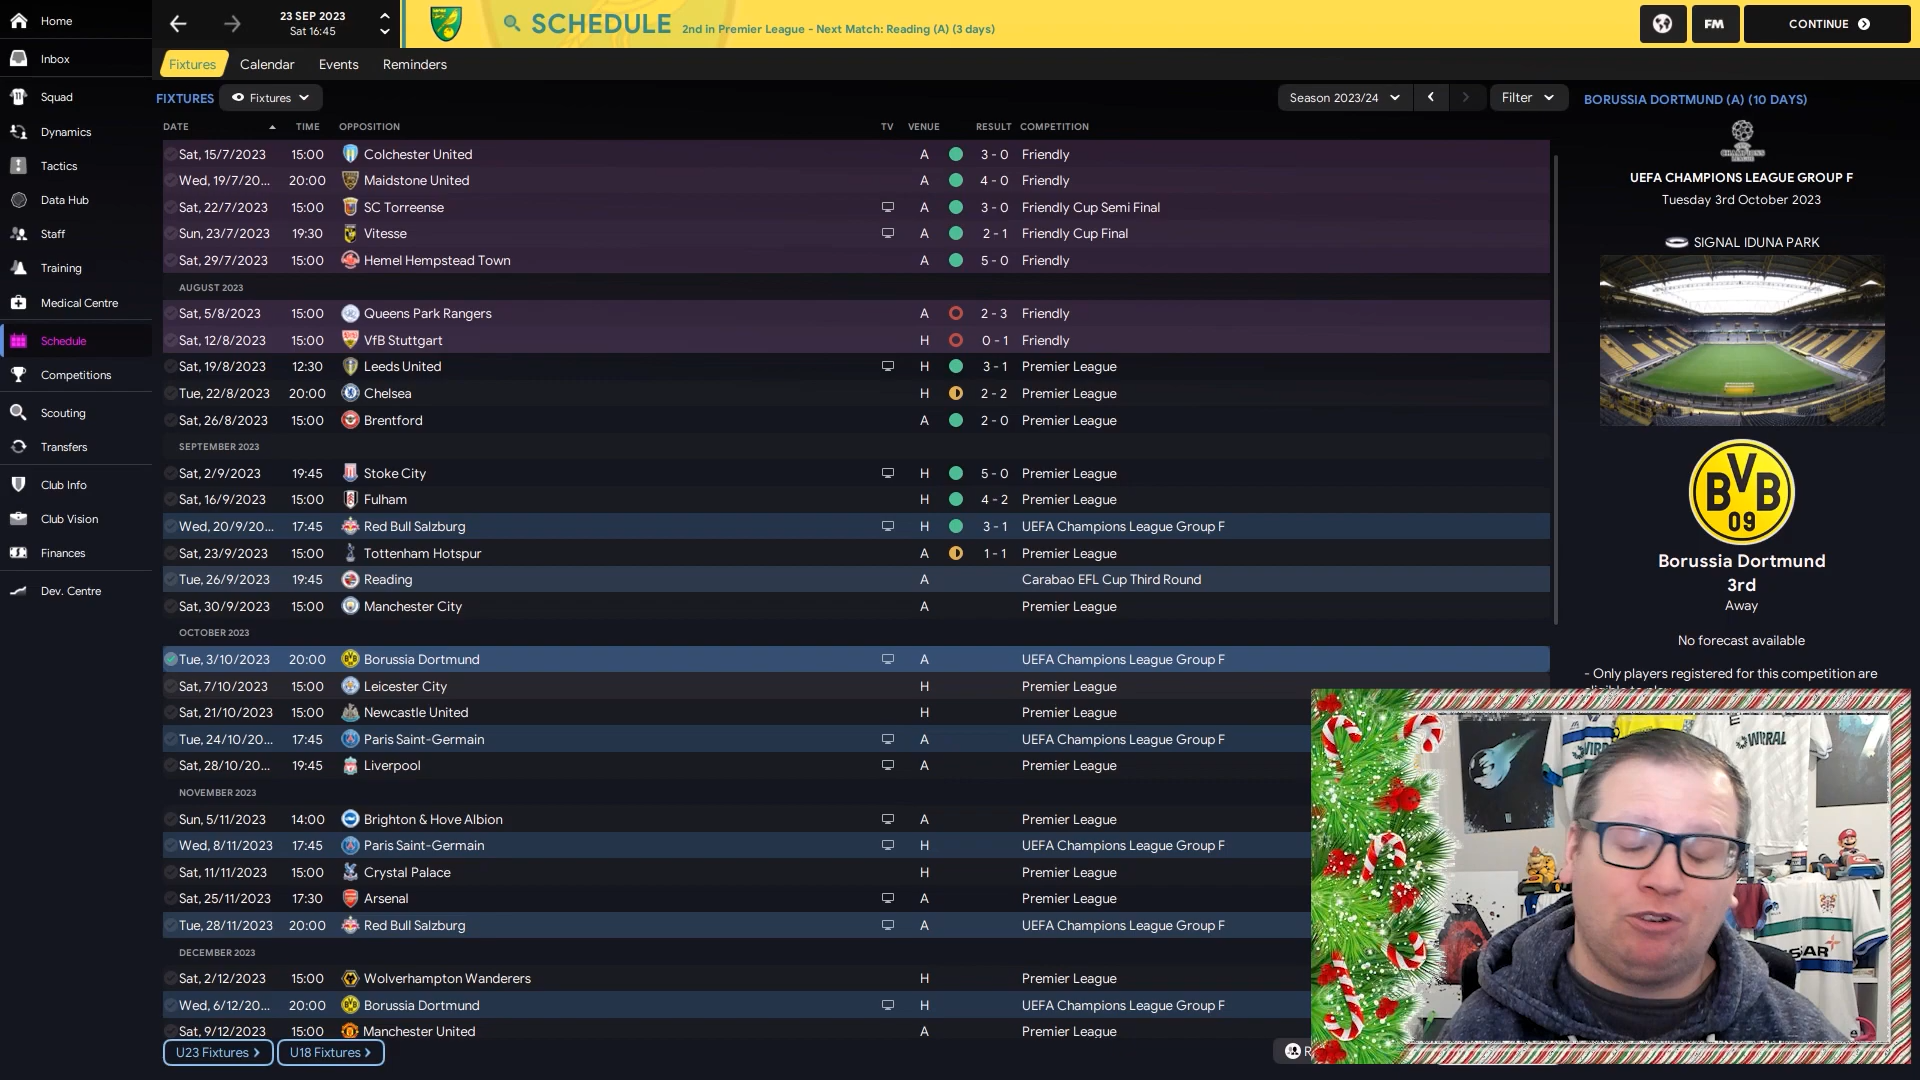 Home
Inbox
Squad
Dynamics
Tactics
Data Hub
Staff
Training
Medical Centre
Schedule
Competitions
Scouting
Transfers
Club Info
Club Vision
Finances
Dev. Centre
23 SEP 2023
Sat 16:45
SCHEDULE 2nd in Premier League - Next Match: Reading (A) (3 days)
FM
CONTINUE
Fixtures Calendar Events Reminders
FIXTURES Fixtures Season 2023/24 Filter
DATE TIME OPPOSITION TV VENUE RESULT COMPETITION
Sat, 15/7/2023 15:00 Colchester United A 3 - 0 Friendly
Wed, 19/7/20... 20:00 Maidstone United A 4 - 0 Friendly
Sat, 22/7/2023 15:00 SC Torreense A 3 - 0 Friendly Cup Semi Final
Sun, 23/7/2023 19:30 Vitesse A 2 - 1 Friendly Cup Final
Sat, 29/7/2023 15:00 Hemel Hempstead Town A 5 - 0 Friendly
AUGUST 2023
Sat, 5/8/2023 15:00 Queens Park Rangers A 2 - 3 Friendly
Sat, 12/8/2023 15:00 VfB Stuttgart H 0 - 1 Friendly
Sat, 19/8/2023 12:30 Leeds United H 3 - 1 Premier League
Tue, 22/8/2023 20:00 Chelsea H 2 - 2 Premier League
Sat, 26/8/2023 15:00 Brentford A 2 - 0 Premier League
SEPTEMBER 2023
Sat, 2/9/2023 19:45 Stoke City H 5 - 0 Premier League
Sat, 16/9/2023 15:00 Fulham H 4 - 2 Premier League
Wed, 20/9/20... 17:45 Red Bull Salzburg H 3 - 1 UEFA Champions League Group F
Sat, 23/9/2023 15:00 Tottenham Hotspur A 1 - 1 Premier League
Tue, 26/9/2023 19:45 Reading A Carabao EFL Cup Third Round
Sat, 30/9/2023 15:00 Manchester City A Premier League
OCTOBER 2023
Tue, 3/10/2023 20:00 Borussia Dortmund A UEFA Champions League Group F
Sat, 7/10/2023 15:00 Leicester City H Premier League
Sat, 21/10/2023 15:00 Newcastle United H Premier League
Tue, 24/10/20... 17:45 Paris Saint-Germain A UEFA Champions League Group F
Sat, 28/10/20... 19:45 Liverpool A Premier League
NOVEMBER 2023
Sun, 5/11/2023 14:00 Brighton & Hove Albion A Premier League
Wed, 8/11/2023 17:45 Paris Saint-Germain H UEFA Champions League Group F
Sat, 11/11/2023 15:00 Crystal Palace H Premier League
Sat, 25/11/2023 17:30 Arsenal A Premier League
Tue, 28/11/2023 20:00 Red Bull Salzburg A UEFA Champions League Group F
DECEMBER 2023
Sat, 2/12/2023 15:00 Wolverhampton Wanderers H Premier League
Wed, 6/12/20... 20:00 Borussia Dortmund H UEFA Champions League Group F
Sat, 9/12/2023 15:00 Manchester United A Premier League
U23 Fixtures U18 Fixtures
BORUSSIA DORTMUND (A) (10 DAYS)
CHAMPIONS
LEAGUE
UEFA CHAMPIONS LEAGUE GROUP F
Tuesday 3rd October 2023
SIGNAL IDUNA PARK
BVB
09
Borussia Dortmund
3rd
Away
No forecast available
- Only players registered for this competition are
WIRRAL